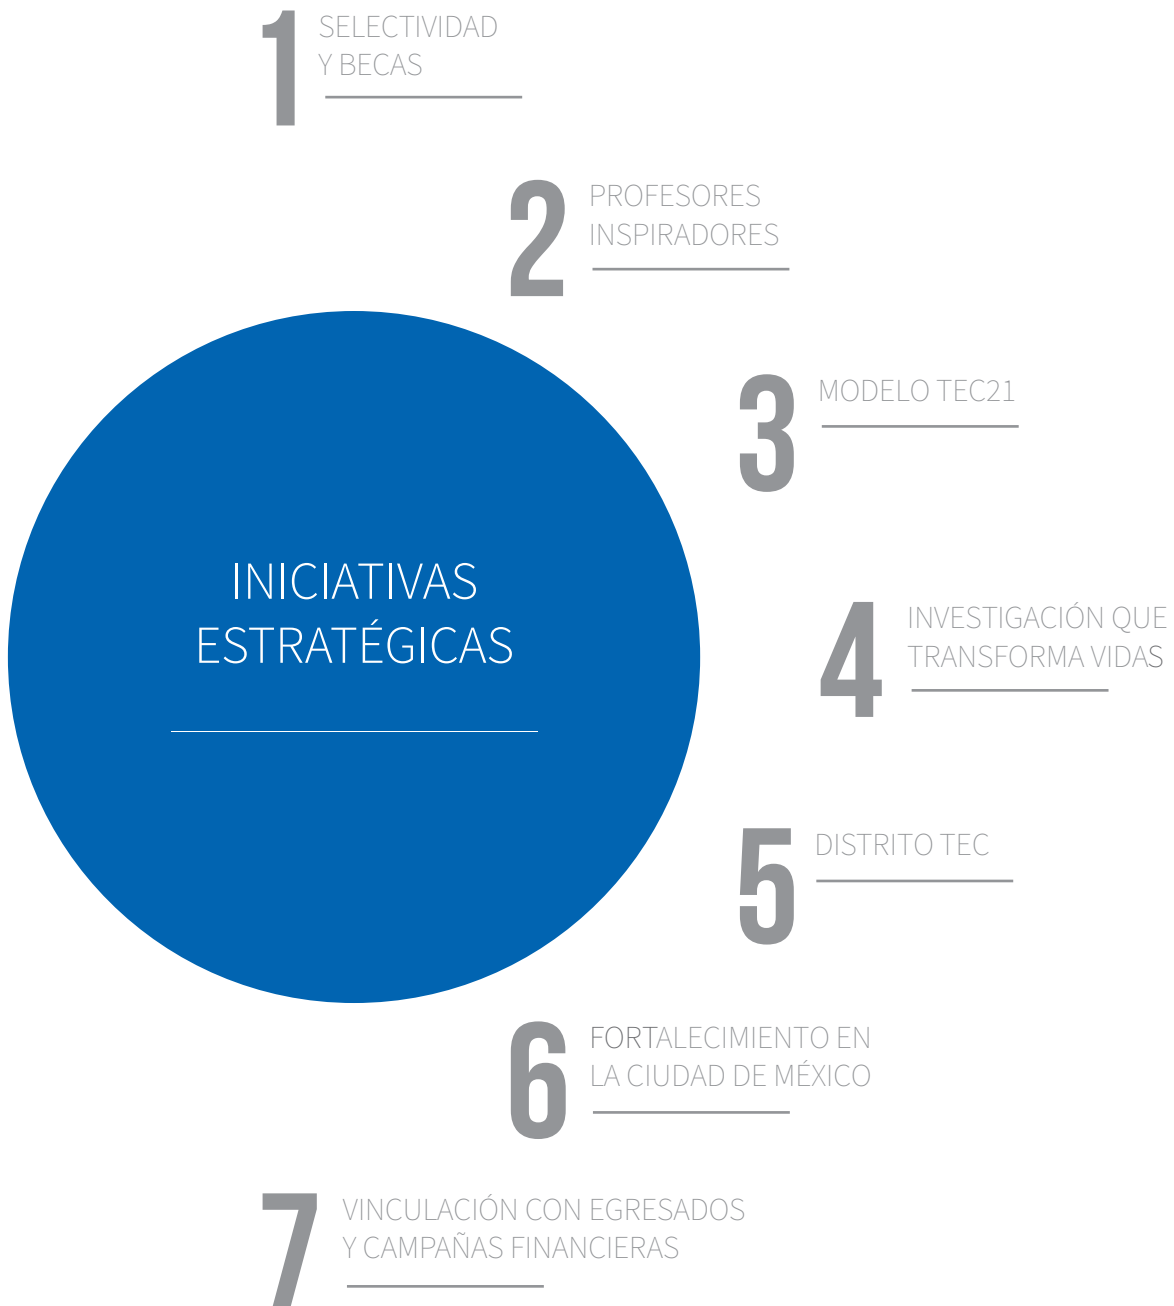 1
SELECTIVIDAD
Y BECAS
2
PROFESORES
INSPIRADORES
3
MODELO TEC21
INICIATIVAS
ESTRATÉGICAS
4
INVESTIGACIÓN QUE
TRANSFORMA VIDAS
5
DISTRITO TEC
6
FORTALECIMIENTO EN
LA CIUDAD DE MÉXICO
7
VINCULACIÓN CON EGRESADOS
Y CAMPAÑAS FINANCIERAS